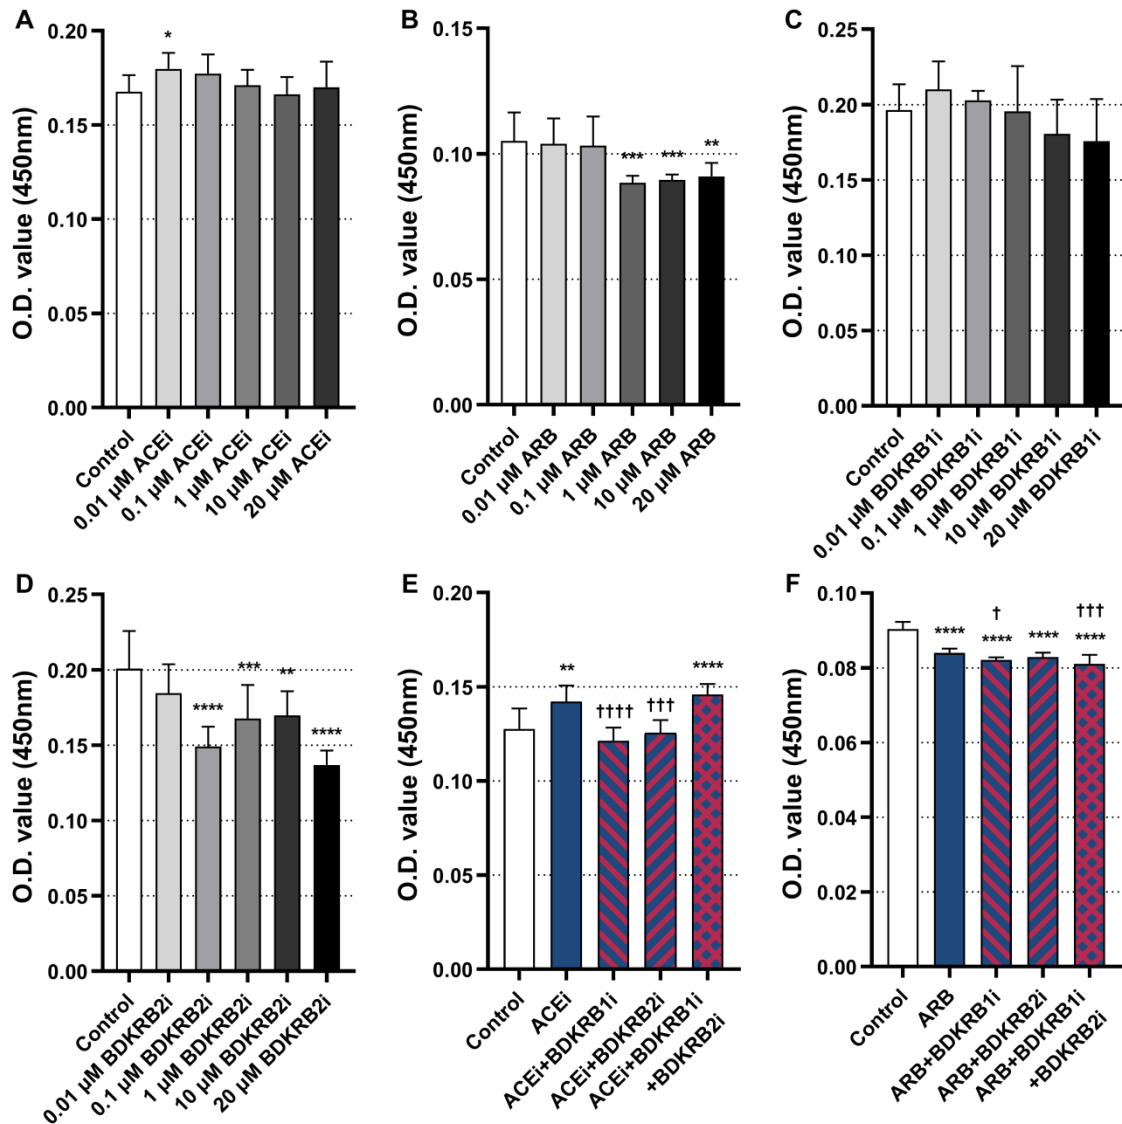 A
O.D. value (450nm)
0.20
0.15
0.10
0.05
0.00
*
Control
0.01 µM ACEi
0.1 µM ACEi
1 µM ACEi
10 µM ACEi
20 µM ACEi
B
O.D. value (450nm)
0.15
0.10
0.05
0.00
***
***
**
Control
0.01 µM ARB
0.1 µM ARB
1 µM ARB
10 µM ARB
20 µM ARB
C
O.D. value (450nm)
0.25
0.20
0.15
0.10
0.05
0.00
Control
0.01 µM BDKRB1i
0.1 µM BDKRB1i
1 µM BDKRB1i
10 µM BDKRB1i
20 µM BDKRB1i
D
O.D. value (450nm)
0.25
0.20
0.15
0.10
0.05
0.00
****
***
**
****
Control
0.01 µM BDKRB2i
0.1 µM BDKRB2i
1 µM BDKRB2i
10 µM BDKRB2i
20 µM BDKRB2i
E
O.D. value (450nm)
0.20
0.15
0.10
0.05
0.00
**
††††
†††
****
Control
ACEi
ACEi+BDKRB1i
ACEi+BDKRB2i
ACEi+BDKRB1i
+BDKRB2i
F
O.D. value (450nm)
0.10
0.08
0.06
0.04
0.02
0.00
****
†
****
****
†††
****
Control
ARB
ARB+BDKRB1i
ARB+BDKRB2i
ARB+BDKRB1i
+BDKRB2i